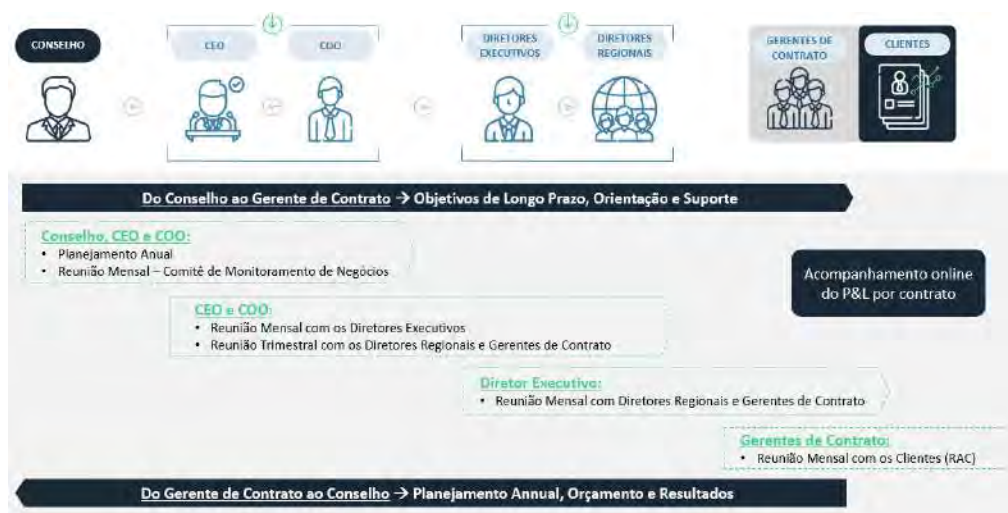 CONSELHO
CEO
COO
DIRETORES
EXECUTIVOS
DIRETORES
REGIONAIS
GERENTES DE
CONTRATO
CLIENTES
Do Conselho ao Gerente de Contrato → Objetivos de Longo Prazo, Orientação e Suporte
Conselho, CEO e COO:
• Planejamento Anual
• Reunião Mensal – Comitê de Monitoramento de Negócios
Acompanhamento online
do P&L por contrato
CEO e COO:
• Reunião Mensal com os Diretores Executivos
• Reunião Trimestral com os Diretores Regionais e Gerentes de Contrato
Diretor Executivo:
• Reunião Mensal com Diretores Regionais e Gerentes de Contrato
Gerentes de Contrato:
• Reunião Mensal com os Clientes (RAC)
Do Gerente de Contrato ao Conselho → Planejamento Annual, Orçamento e Resultados